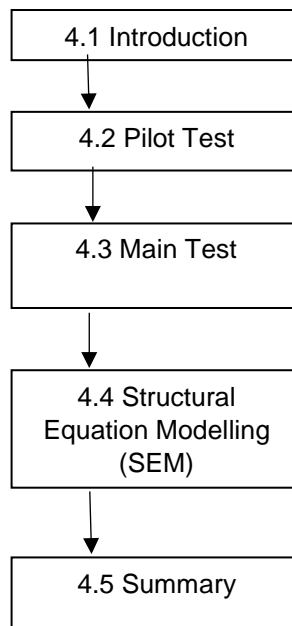 4.1 Introduction
4.2 Pilot Test
4.3 Main Test
4.4 Structural
Equation Modelling
(SEM)
4.5 Summary